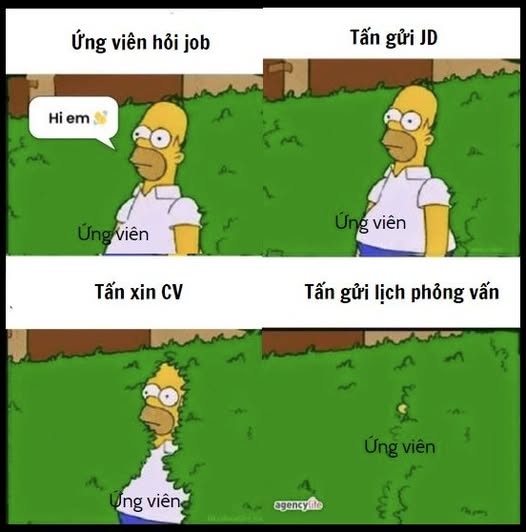 Ứng viên hỏi job
Tấn gửi JD
Hi em 👋
Ứng viên
Ứng viên
Tấn xin CV
Tấn gửi lịch phỏng vấn
Ứng viên
Ứng viên
agencylife